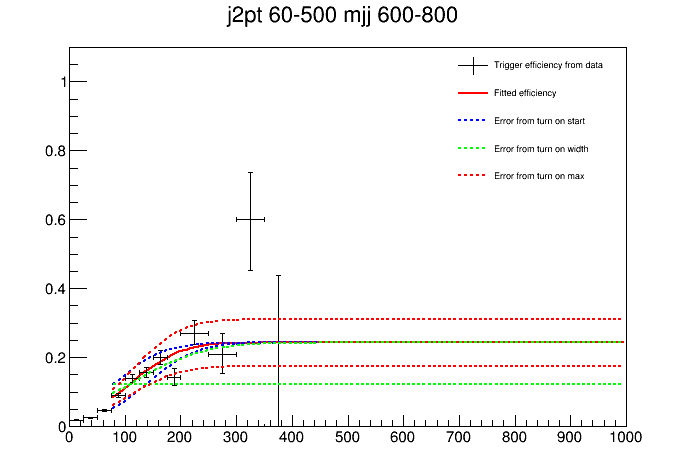 j2pt 60-500 mjj 600-800
Trigger efficiency from data
Fitted efficiency
Error from turn on start
Error from turn on width
Error from turn on max
1
0.8
0.6
0.4
0.2
0
0 100 200 300 400 500 600 700 800 900 1000